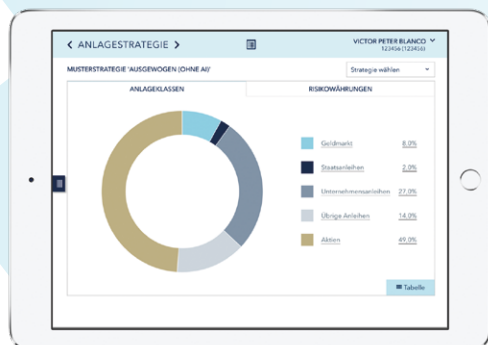 ANLAGESTRATEGIE
VICTOR PETER BLANCO
123456 (123456)
MUSTERSTRATEGIE 'AUSGEWOGEN (OHNE AI)'
Strategie wählen
ANLAGEKLASSEN
RISIKOWÄHRUNGEN
Geldmarkt 8,0%
Staatsanleihen 2,0%
Unternehmensanleihen 27,0%
Übrige Anleihen 14,0%
Aktien 49,0%
Tabelle